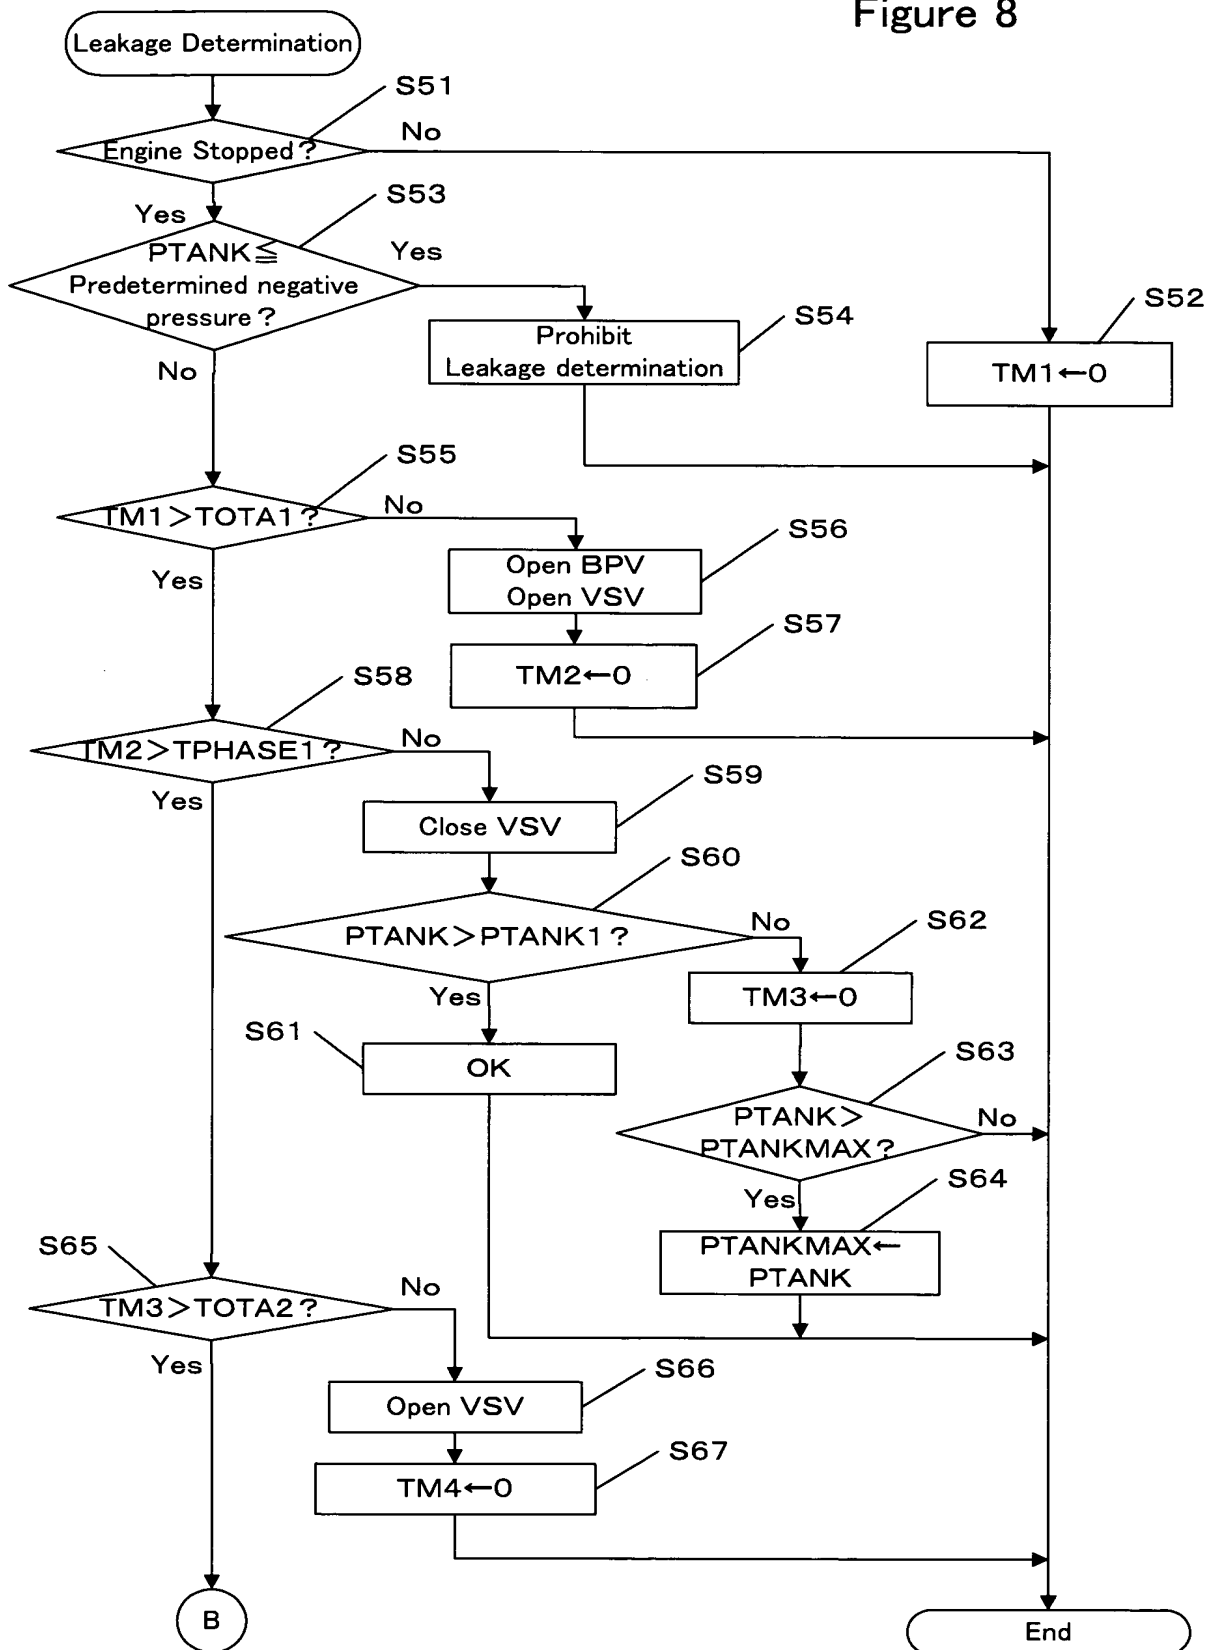 Figure 8
Leakage Determination
S51
Engine Stopped?
No
Yes
S53
PTANK≦
Predetermined negative
pressure?
Yes
No
S54
Prohibit
Leakage determination
S52
TM1←0
S55
TM1>TOTA1?
No
Yes
S56
Open BPV
Open VSV
S57
TM2←0
S58
TM2>TPHASE1?
No
Yes
S59
Close VSV
S60
PTANK>PTANK1?
No
Yes
S62
TM3←0
S61
OK
S63
PTANK>
PTANKMAX?
No
Yes
S64
PTANKMAX←
PTANK
S65
TM3>TOTA2?
No
Yes
S66
Open VSV
S67
TM4←0
B
End